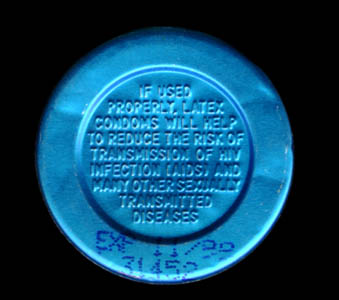 IF USED
PROPERLY, LATEX
CONDOMS WILL HELP
TO REDUCE THE RISK OF
TRANSMISSION OF HIV
INFECTION (AIDS) AND
MANY OTHER SEXUALLY
TRANSMITTED
DISEASES
EXP